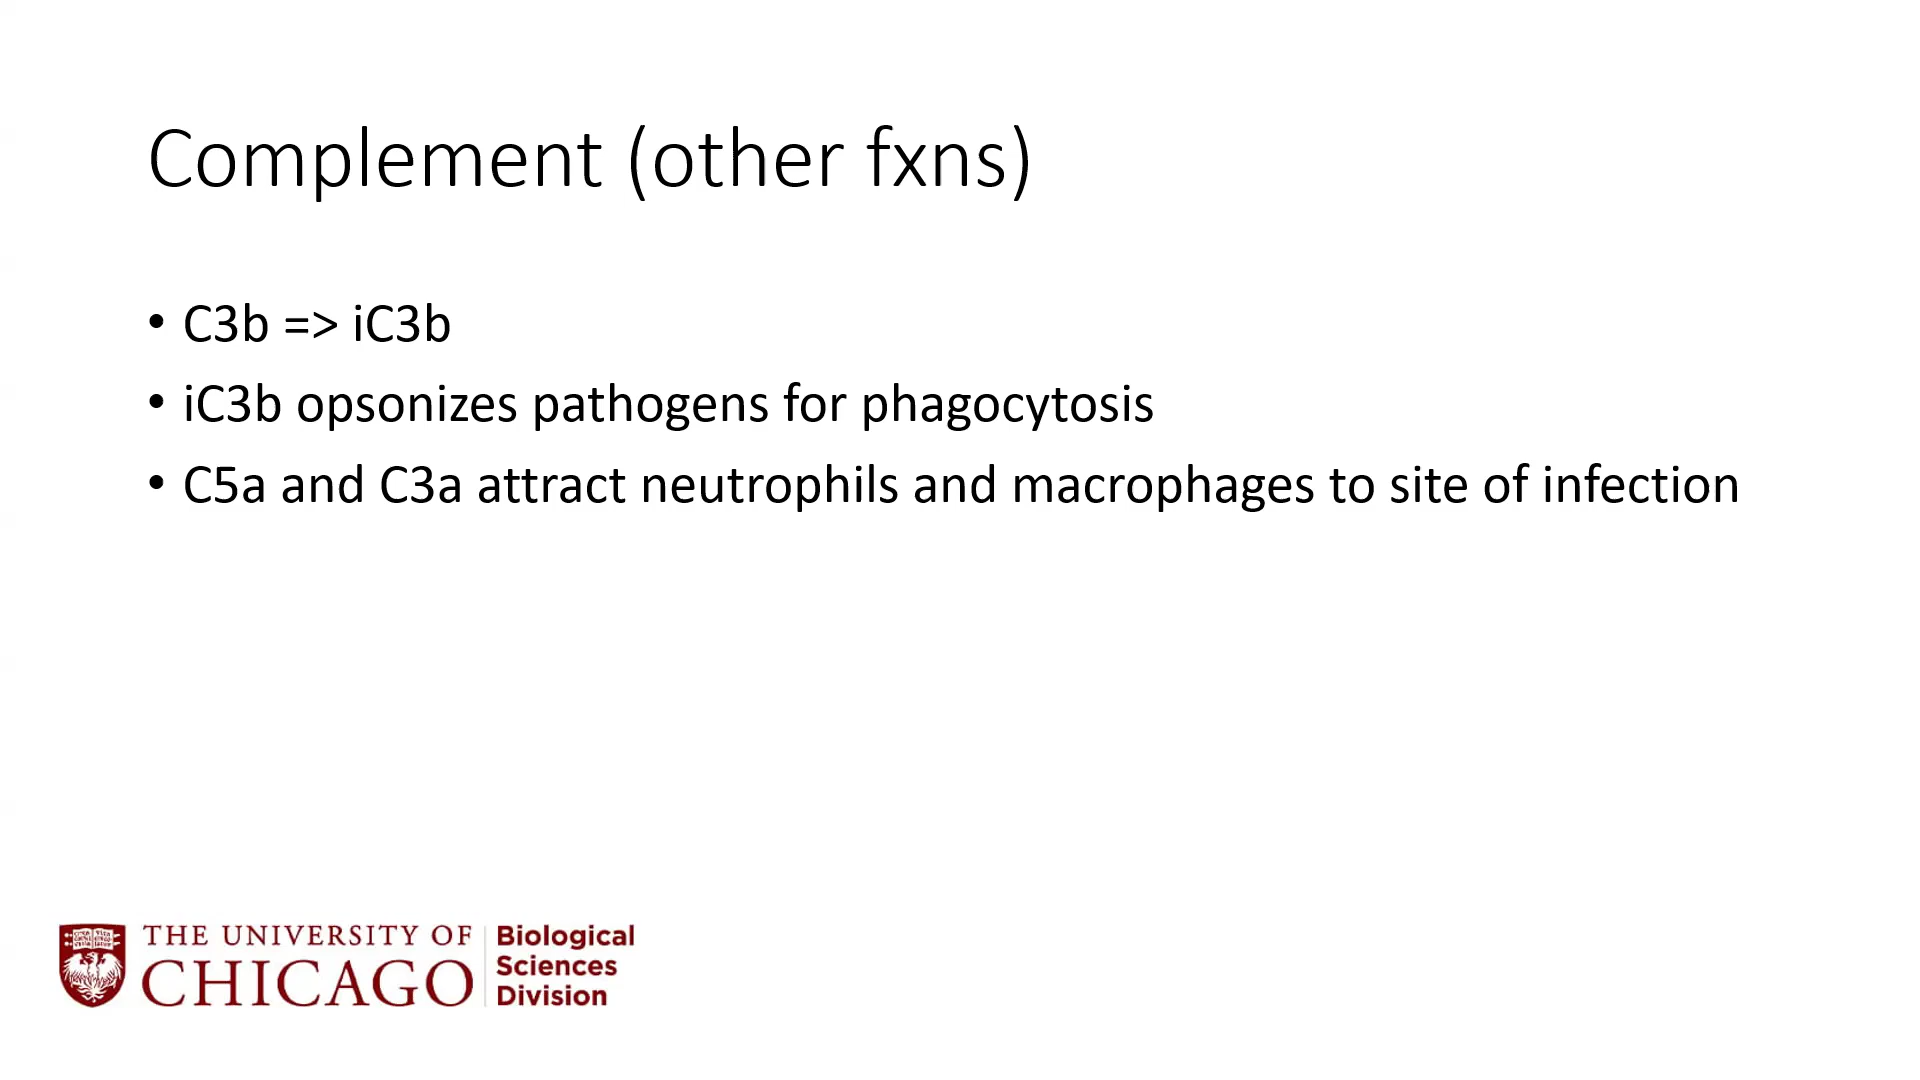 Complement (other fxns)
• C3b => iC3b
• iC3b opsonizes pathogens for phagocytosis
• C5a and C3a attract neutrophils and macrophages to site of infection
THE UNIVERSITY OF
CHICAGO
Biological
Sciences
Division